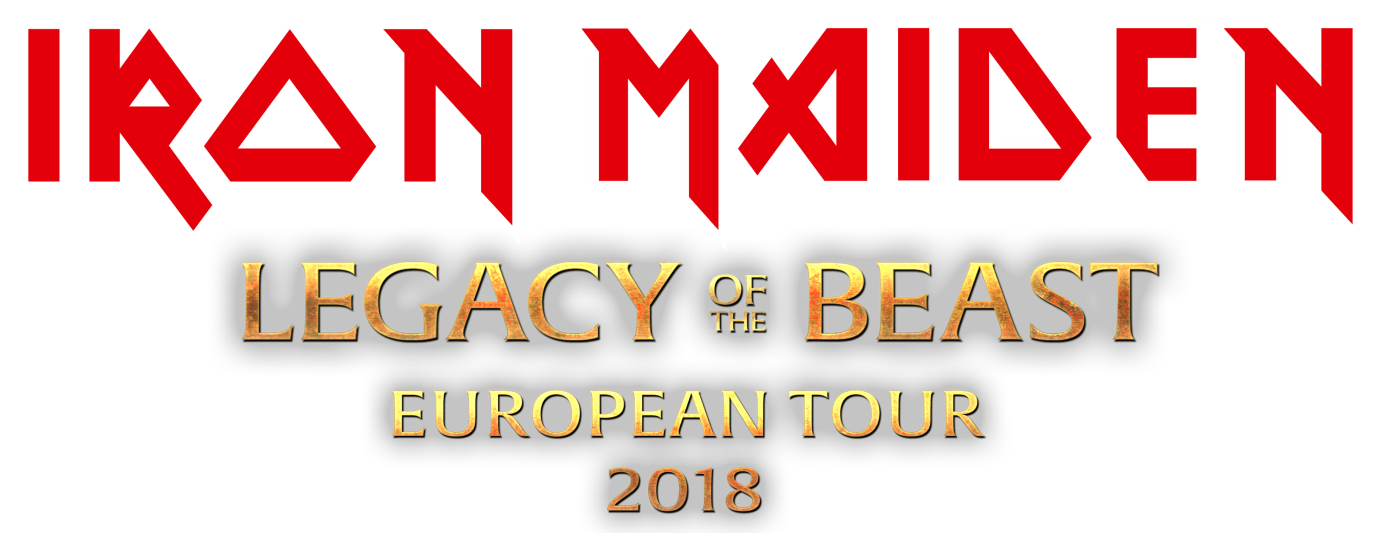 IRON MAIDEN
LEGACY OF THE BEAST
EUROPEAN TOUR
2018